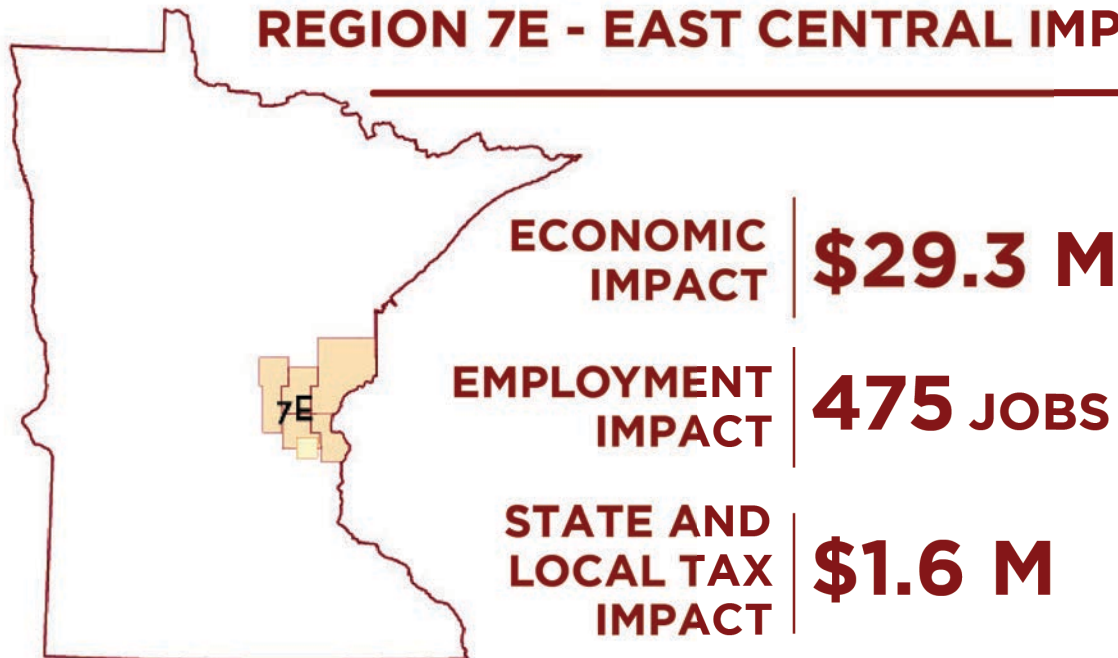 REGION 7E - EAST CENTRAL IMP
ECONOMIC
IMPACT
$29.3 M
7E
EMPLOYMENT
IMPACT
475 JOBS
STATE AND
LOCAL TAX
IMPACT
$1.6 M